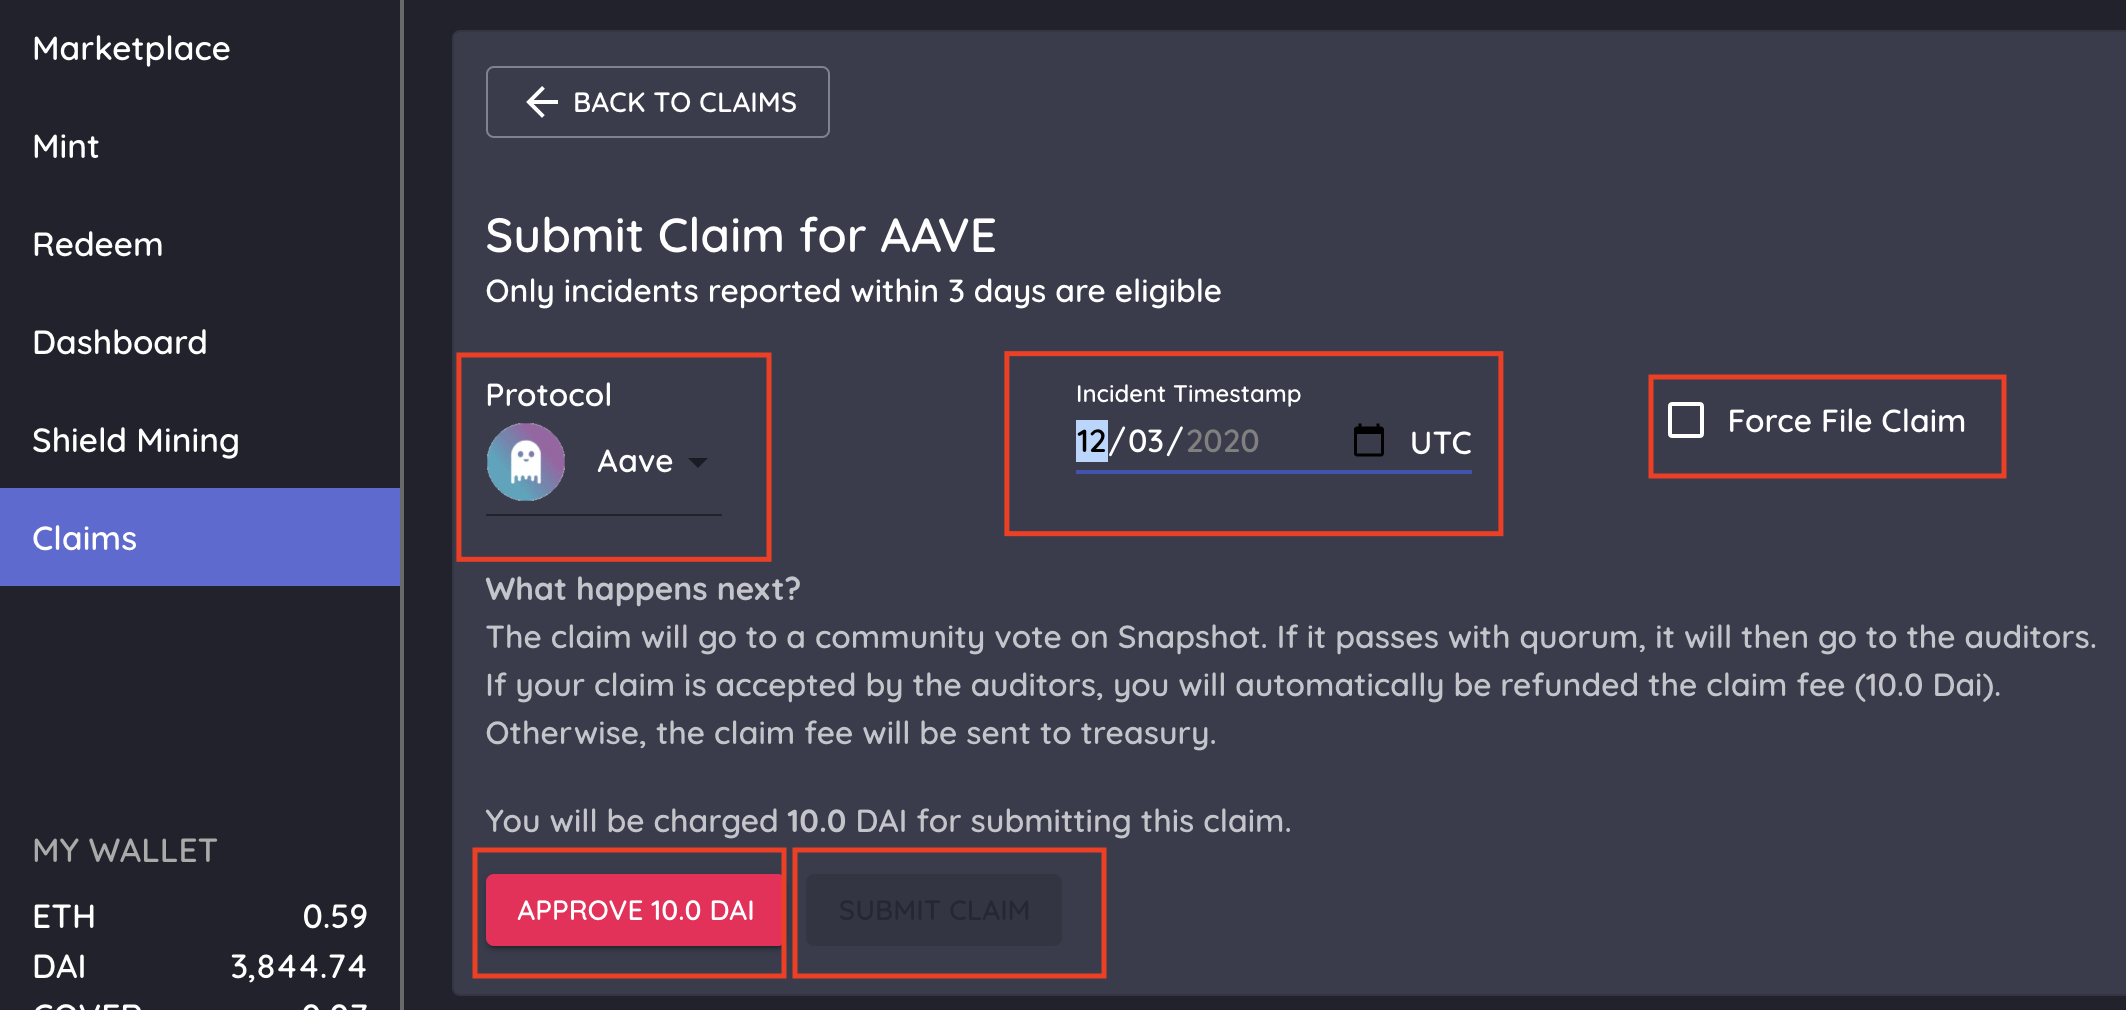 Marketplace
Mint
Redeem
Dashboard
Shield Mining
Claims
MY WALLET
ETH 0.59
DAI 3,844.74
BACK TO CLAIMS
Submit Claim for AAVE
Only incidents reported within 3 days are eligible
Protocol
Aave
Incident Timestamp
12/03/2020 UTC
Force File Claim
What happens next?
The claim will go to a community vote on Snapshot. If it passes with quorum, it will then go to the auditors.
If your claim is accepted by the auditors, you will automatically be refunded the claim fee (10.0 Dai).
Otherwise, the claim fee will be sent to treasury.
You will be charged 10.0 DAI for submitting this claim.
APPROVE 10.0 DAI
SUBMIT CLAIM